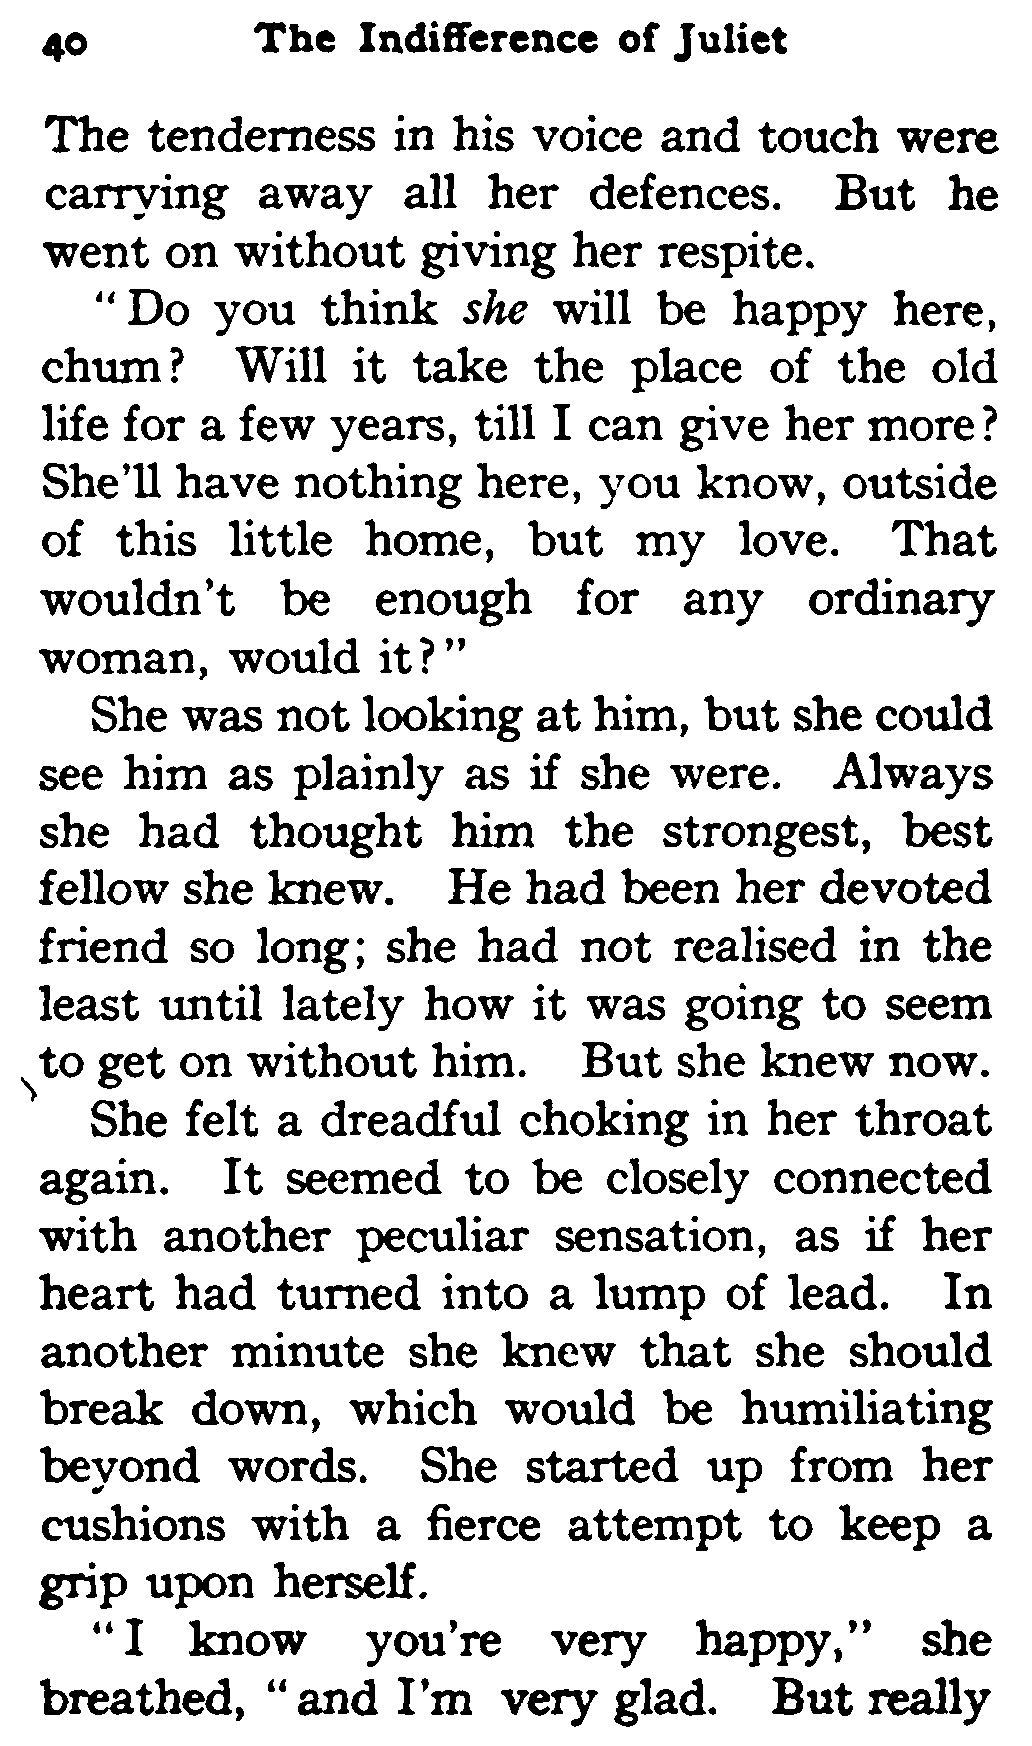 40 The Indifference of Juliet
The tenderness in his voice and touch were
carrying away all her defences. But he
went on without giving her respite.
"Do you think she will be happy here,
chum? Will it take the place of the old
life for a few years, till I can give her more?
She'll have nothing here, you know, outside
of this little home, but my love. That
wouldn't be enough for any ordinary
woman, would it?"
She was not looking at him, but she could
see him as plainly as if she were. Always
she had thought him the strongest, best
fellow she knew. He had been her devoted
friend so long; she had not realised in the
least until lately how it was going to seem
to get on without him. But she knew now.
She felt a dreadful choking in her throat
again. It seemed to be closely connected
with another peculiar sensation, as if her
heart had turned into a lump of lead. In
another minute she knew that she should
break down, which would be humiliating
beyond words. She started up from her
cushions with a fierce attempt to keep a
grip upon herself.
"I know you're very happy," she
breathed, "and I'm very glad. But really